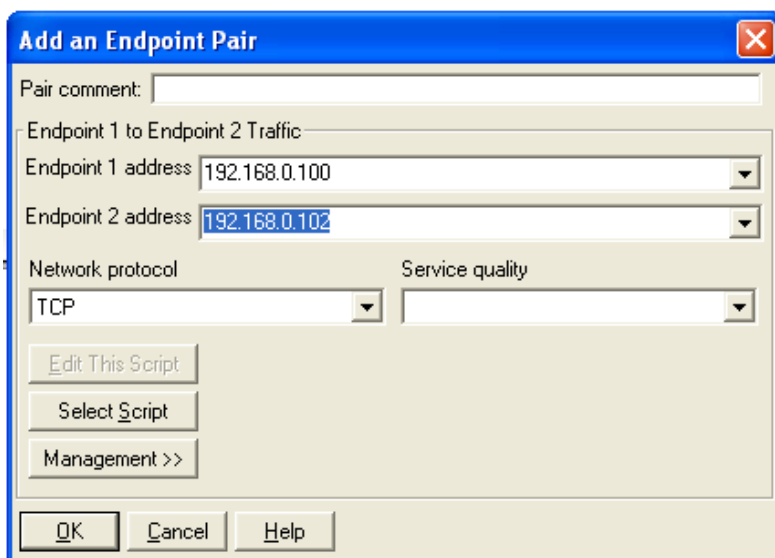 Add an Endpoint Pair
Pair comment:
Endpoint 1 to Endpoint 2 Traffic
Endpoint 1 address 192.168.0.100
Endpoint 2 address 192.168.0.102
Network protocol Service quality
TCP
Edit This Script
Select Script
Management >>
OK Cancel Help